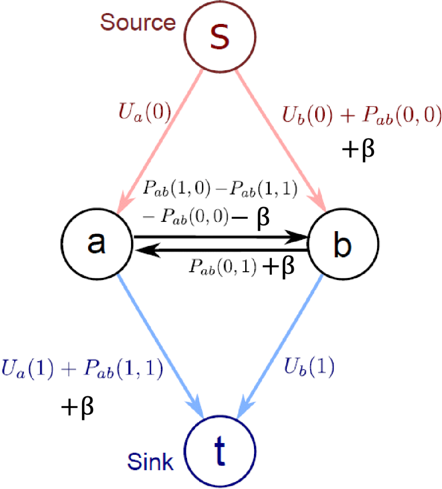 Source
S
U_a(0)
U_b(0) + P_ab(0,0)
+β
P_ab(1,0) −P_ab(1,1)
− P_ab(0,0)− β
a
b
P_ab(0,1) +β
U_a(1) + P_ab(1,1)
+β
U_b(1)
Sink
t